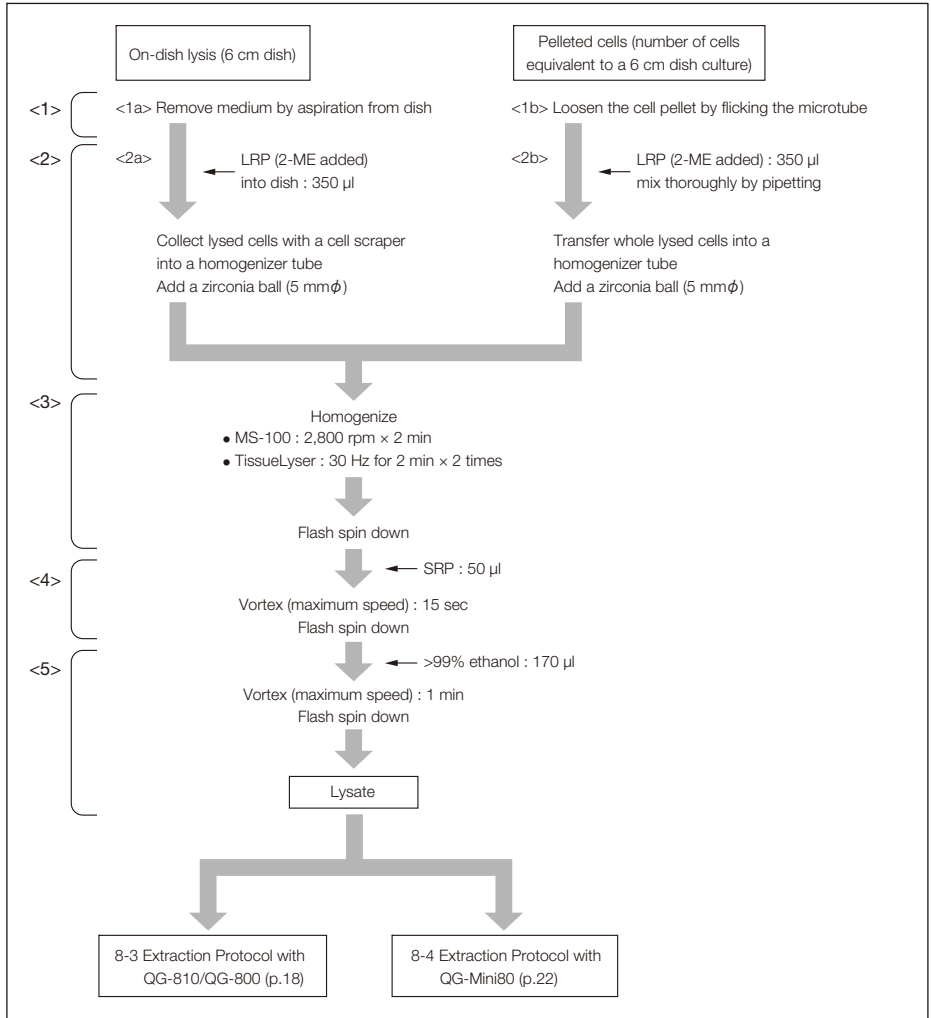 On-dish lysis (6 cm dish)
Pelleted cells (number of cells
equivalent to a 6 cm dish culture)
<1>
<1a> Remove medium by aspiration from dish
<1b> Loosen the cell pellet by flicking the microtube
<2>
<2a>
LRP (2-ME added)
into dish : 350 µl
<2b>
LRP (2-ME added) : 350 µl
mix thoroughly by pipetting
Collect lysed cells with a cell scraper
into a homogenizer tube
Add a zirconia ball (5 mmϕ)
Transfer whole lysed cells into a
homogenizer tube
Add a zirconia ball (5 mmϕ)
<3>
Homogenize
• MS-100 : 2,800 rpm × 2 min
• TissueLyser : 30 Hz for 2 min × 2 times
Flash spin down
<4>
SRP : 50 µl
Vortex (maximum speed) : 15 sec
Flash spin down
<5>
>99% ethanol : 170 µl
Vortex (maximum speed) : 1 min
Flash spin down
Lysate
8-3 Extraction Protocol with
QG-810/QG-800 (p.18)
8-4 Extraction Protocol with
QG-Mini80 (p.22)